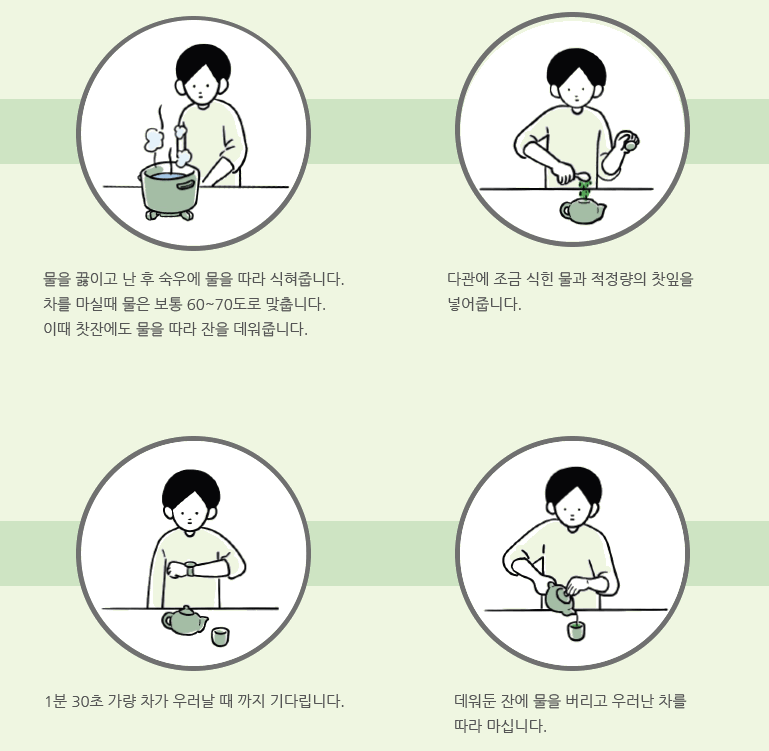 물을 끓이고 난 후 숙우에 물을 따라 식혀줍니다.
차를 마실때 물은 보통 60~70도로 맞춥니다.
이때 찻잔에도 물을 따라 잔을 데워줍니다.
다관에 조금 식힌 물과 적정량의 찻잎을
넣어줍니다.
1분 30초 가량 차가 우러날 때 까지 기다립니다.
데워둔 잔에 물을 버리고 우러난 차를
따라 마십니다.